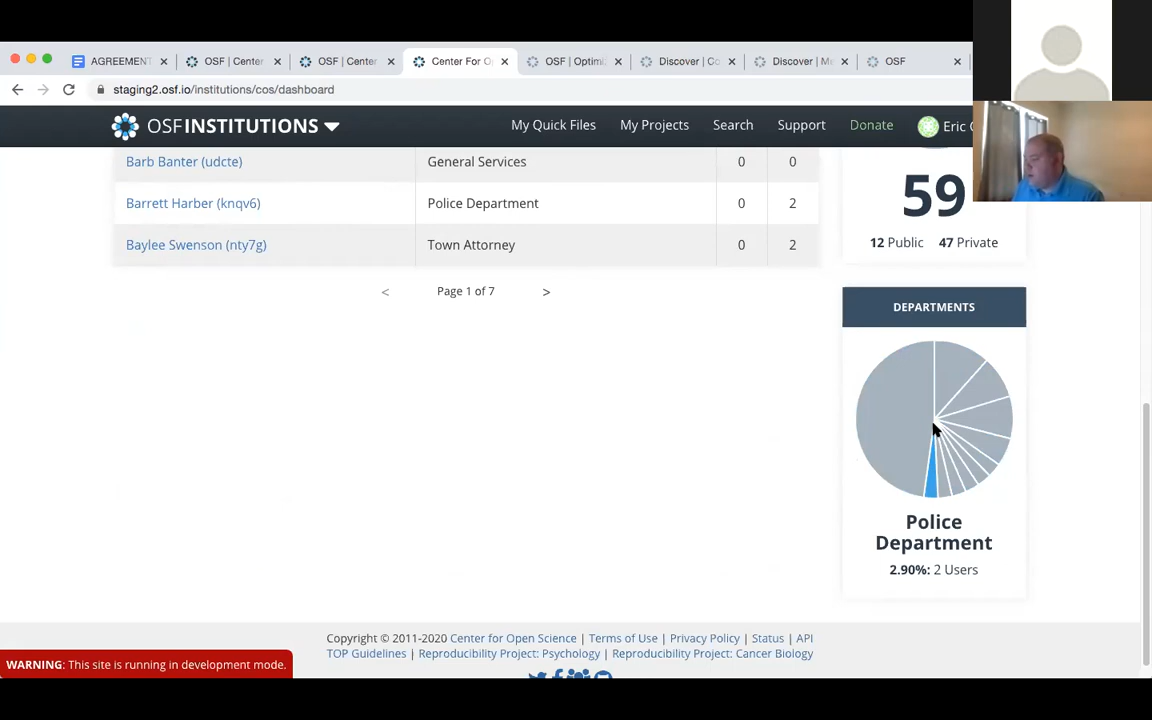 AGREEMENT
OSF | Center
OSF | Center
Center For O
OSF | Optimi
Discover | Co
Discover | Me
OSF
staging2.osf.io/institutions/cos/dashboard
OSFINSTITUTIONS
My Quick Files
My Projects
Search
Support
Donate
Eric
Barb Banter (udcte) General Services 0 0
Barrett Harber (knqv6) Police Department 0 2
Baylee Swenson (nty7g) Town Attorney 0 2
< Page 1 of 7 >
59
12 Public 47 Private
DEPARTMENTS
Police
Department
2.90%: 2 Users
Copyright © 2011-2020 Center for Open Science | Terms of Use | Privacy Policy | Status | API
TOP Guidelines | Reproducibility Project: Psychology | Reproducibility Project: Cancer Biology
WARNING: This site is running in development mode.